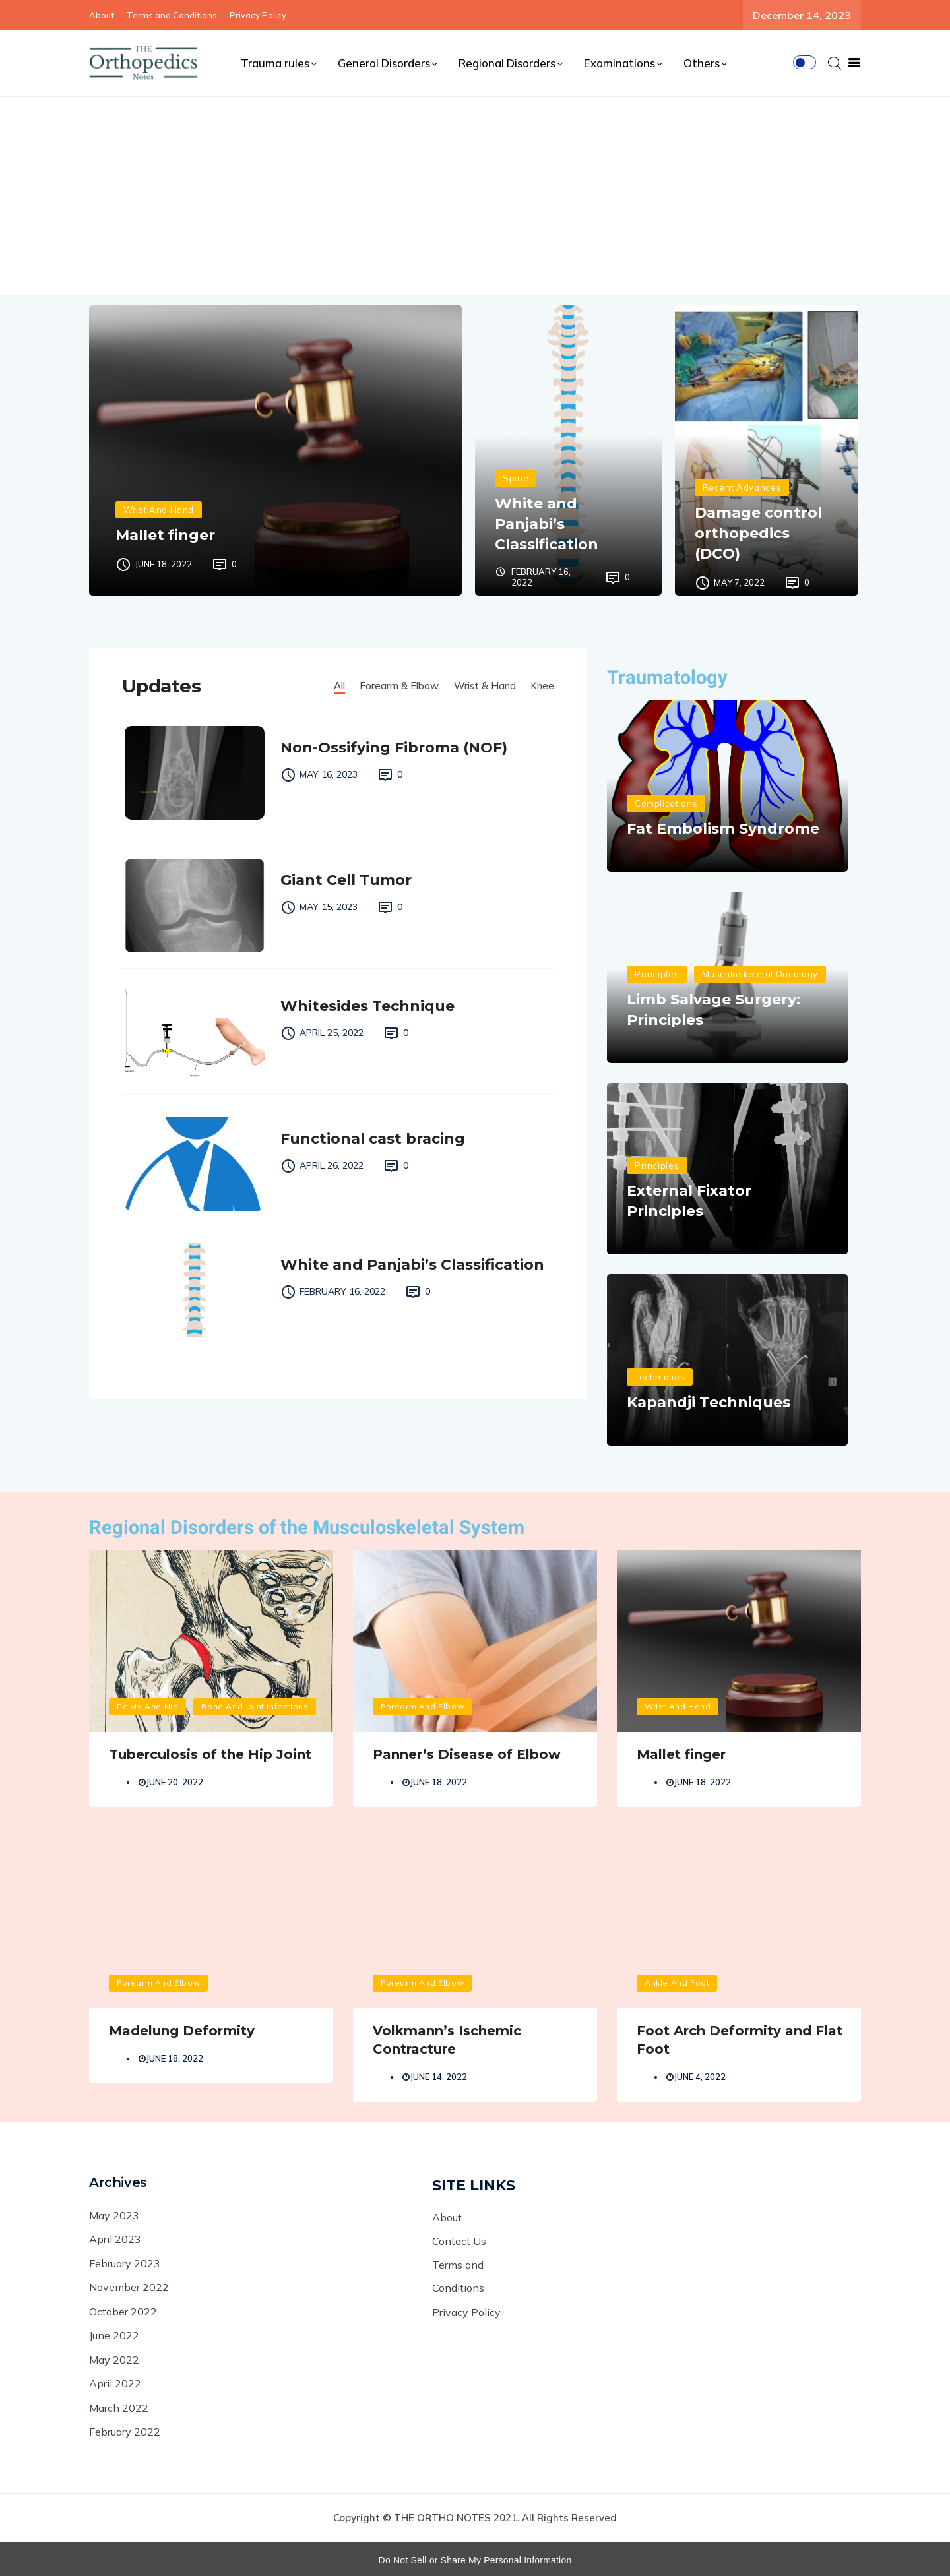 About Terms and Conditions Privacy Policy December 14, 2023
THE
Orthopedics
Notes
Trauma rules General Disorders Regional Disorders Examinations Others
Wrist And Hand
Mallet finger
JUNE 18, 2022 0
Spine
White and
Panjabi’s
Classification
FEBRUARY 16,
2022
0
Recent Advances
Damage control
orthopedics
(DCO)
MAY 7, 2022 0
Updates
All Forearm & Elbow Wrist & Hand Knee
Non-Ossifying Fibroma (NOF)
MAY 16, 2023 0
Giant Cell Tumor
MAY 15, 2023 0
Whitesides Technique
APRIL 25, 2022 0
Functional cast bracing
APRIL 26, 2022 0
White and Panjabi’s Classification
FEBRUARY 16, 2022 0
Traumatology
Complications
Fat Embolism Syndrome
Principles Musculoskeletal Oncology
Limb Salvage Surgery:
Principles
Principles
External Fixator
Principles
Techniques
Kapandji Techniques
Regional Disorders of the Musculoskeletal System
Pelvis And Hip Bone And Joint Infections
Tuberculosis of the Hip Joint
JUNE 20, 2022
Forearm And Elbow
Panner’s Disease of Elbow
JUNE 18, 2022
Wrist And Hand
Mallet finger
JUNE 18, 2022
Forearm And Elbow
Madelung Deformity
JUNE 18, 2022
Forearm And Elbow
Volkmann’s Ischemic
Contracture
JUNE 14, 2022
Ankle And Foot
Foot Arch Deformity and Flat
Foot
JUNE 4, 2022
Archives
May 2023
April 2023
February 2023
November 2022
October 2022
June 2022
May 2022
April 2022
March 2022
February 2022
SITE LINKS
About
Contact Us
Terms and
Conditions
Privacy Policy
Copyright © THE ORTHO NOTES 2021. All Rights Reserved
Do Not Sell or Share My Personal Information